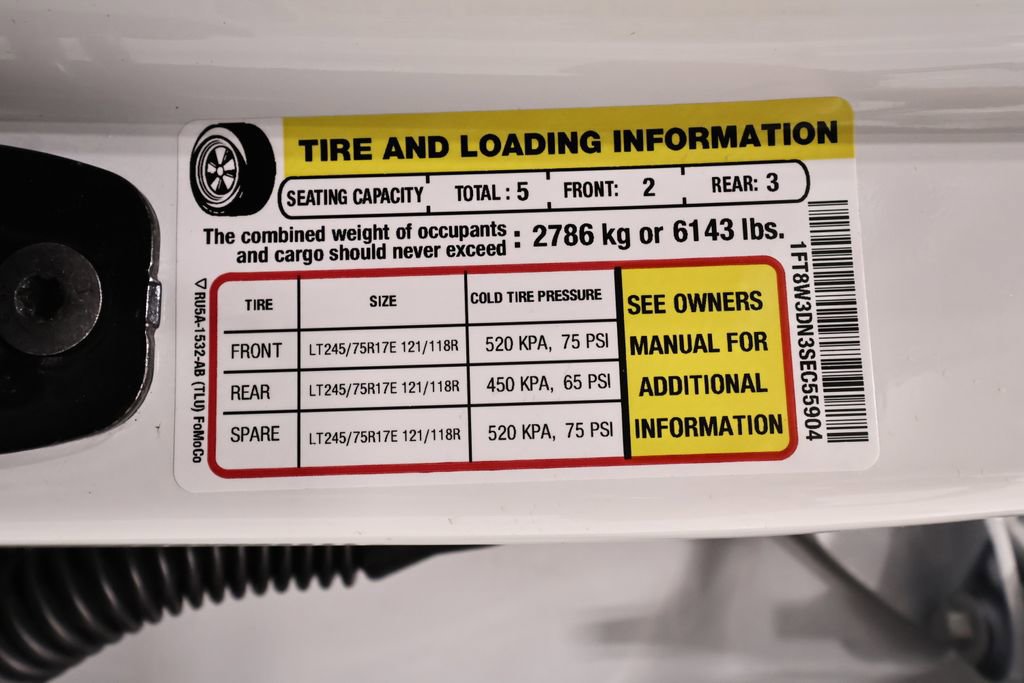 TIRE AND LOADING INFORMATION
SEATING CAPACITY TOTAL : 5 FRONT: 2 REAR: 3
The combined weight of occupants
and cargo should never exceed : 2786 kg or 6143 lbs.
TIRE SIZE COLD TIRE PRESSURE
FRONT LT245/75R17E 121/118R 520 KPA, 75 PSI
REAR LT245/75R17E 121/118R 450 KPA, 65 PSI
SPARE LT245/75R17E 121/118R 520 KPA, 75 PSI
SEE OWNERS
MANUAL FOR
ADDITIONAL
INFORMATION
1FT8W3DN3SEC55904
▽ RU5A-1532-AB (TLU) FoMoCo